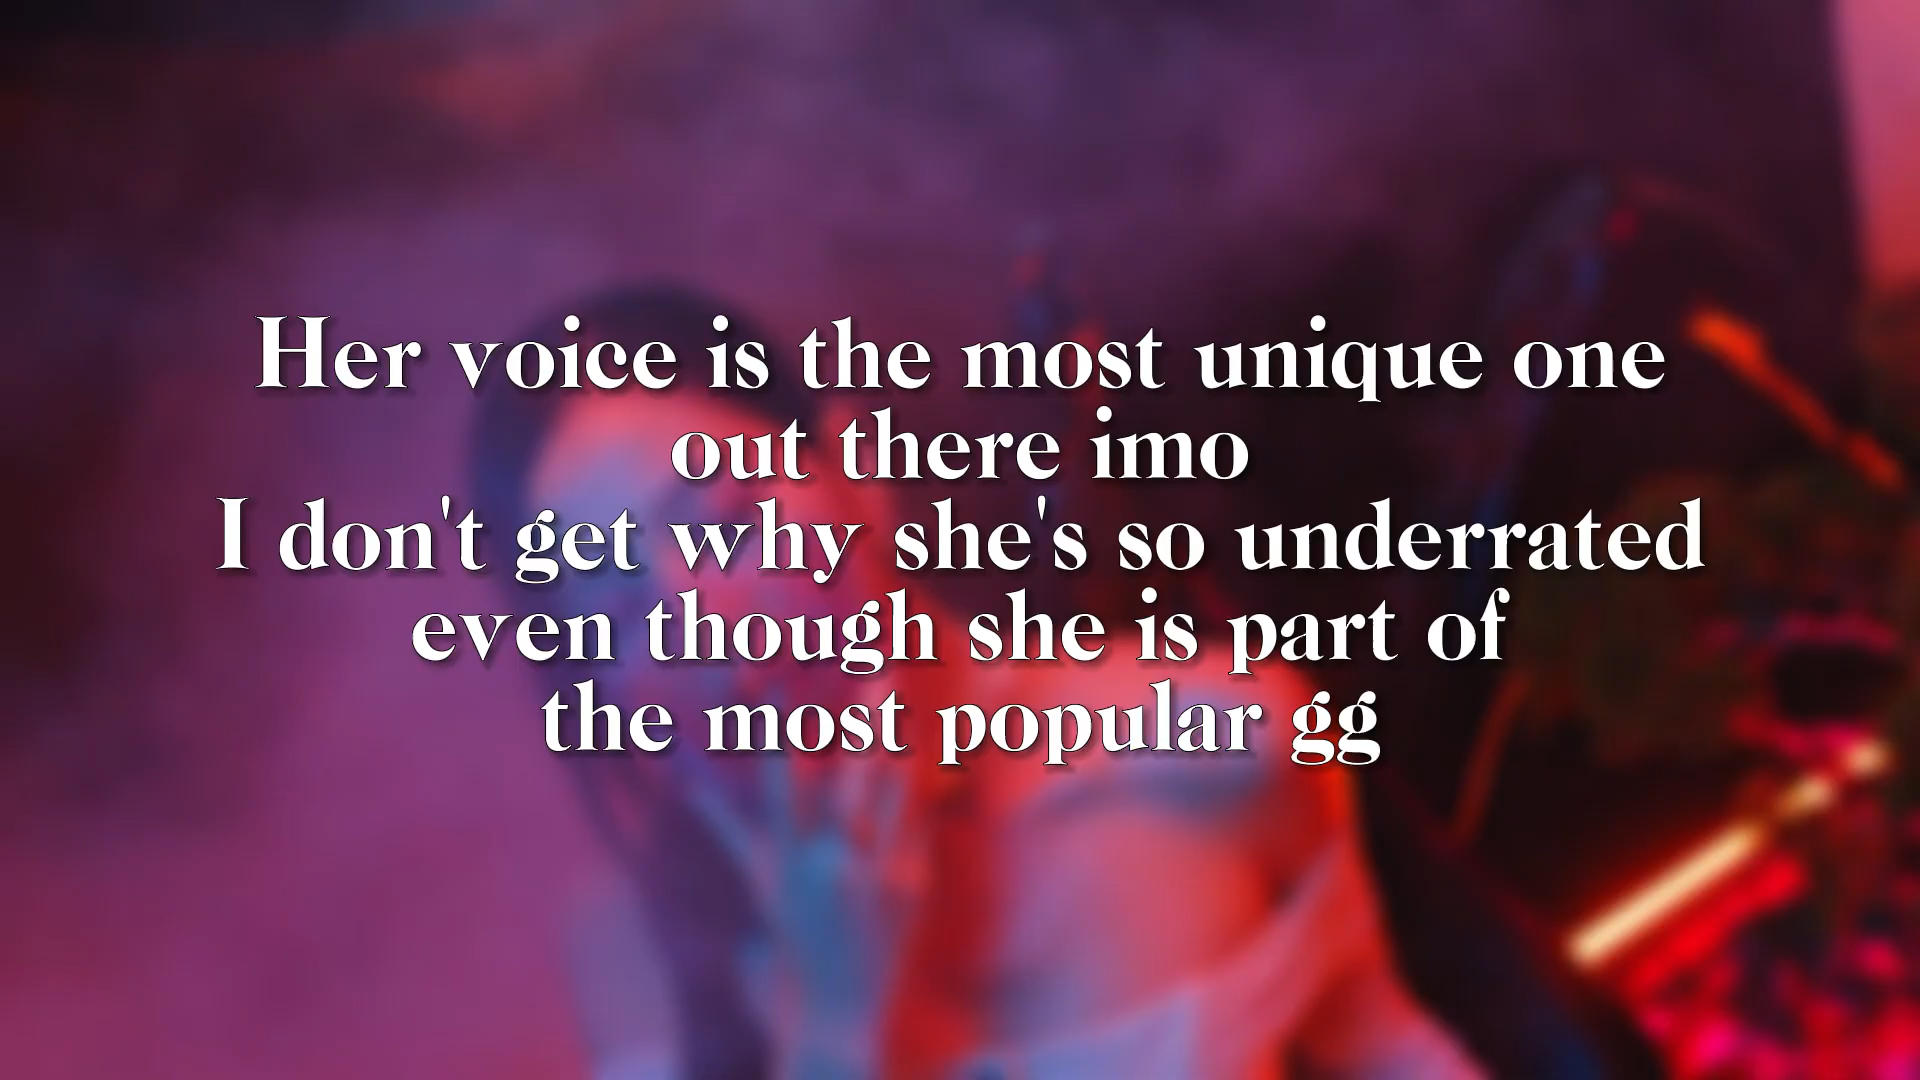 Her voice is the most unique one
out there imo
I don't get why she's so underrated
even though she is part of
the most popular gg